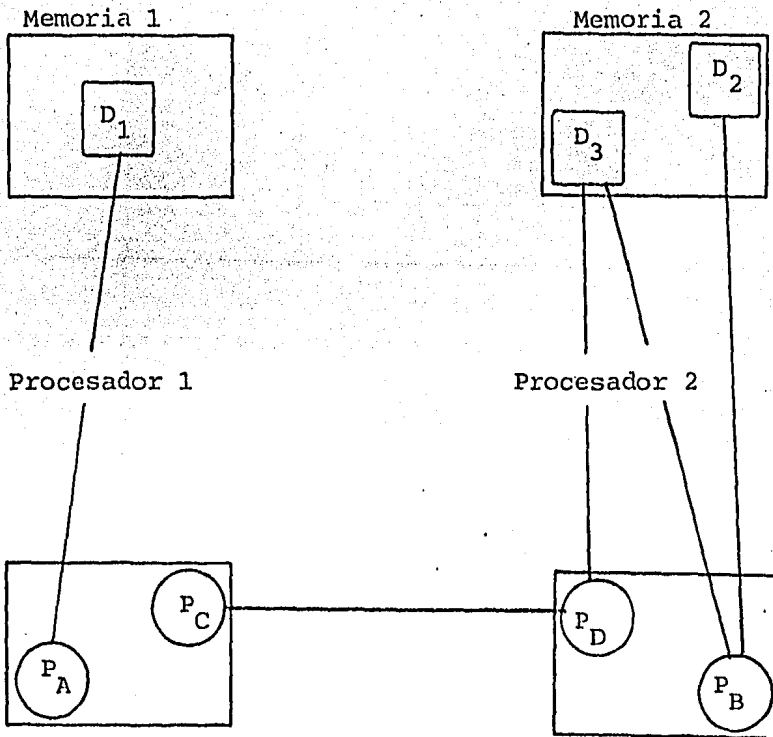 Memoria 1
Memoria 2
D1
D2
D3
Procesador 1
Procesador 2
PC
PD
PA
PB